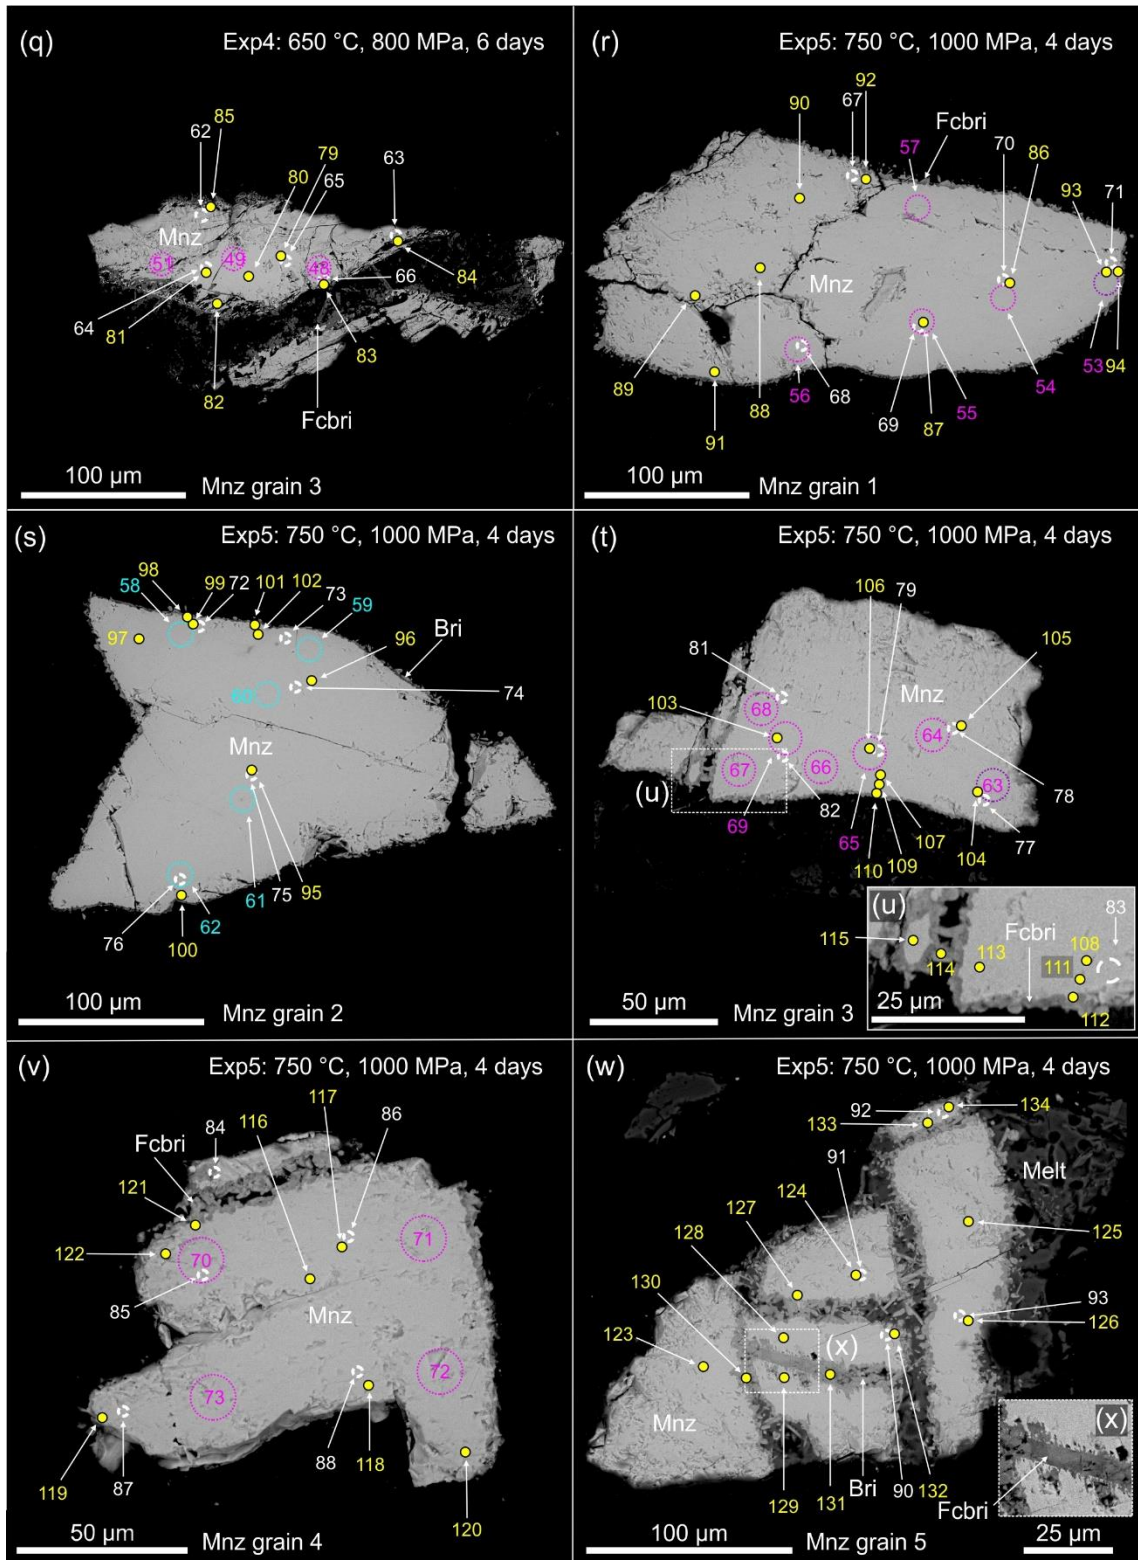 (q) Exp4: 650 °C, 800 MPa, 6 days
85
62
79
80
65
63
Mnz
51
49
48
66
84
64
81
83
82
Fcbri
100 µm
Mnz grain 3
(r) Exp5: 750 °C, 1000 MPa, 4 days
92
90
67
Fcbri
57
70
86
93
71
Mnz
89
88
56
68
69
87
55
54
53
94
91
100 µm
Mnz grain 1
(s) Exp5: 750 °C, 1000 MPa, 4 days
98
58
99
72
101
102
73
59
97
96
Bri
60
74
Mnz
76
62
61
75
95
100
100 µm
Mnz grain 2
(t) Exp5: 750 °C, 1000 MPa, 4 days
106
79
105
81
Mnz
103
68
64
67
66
63
(u)
69
82
65
78
107
109
110
104
77
50 µm
Mnz grain 3
(u)
83
Fcbri
115
108
113
114
111
112
25 µm
(v) Exp5: 750 °C, 1000 MPa, 4 days
117
116
86
84
Fcbri
121
122
70
71
85
Mnz
72
73
88
118
119
87
120
50 µm
Mnz grain 4
(w) Exp5: 750 °C, 1000 MPa, 4 days
92
134
133
Melt
91
124
127
125
128
130
93
126
123
(x)
Mnz
Bri
129
131
90
132
(x)
Fcbri
100 µm
Mnz grain 5
25 µm